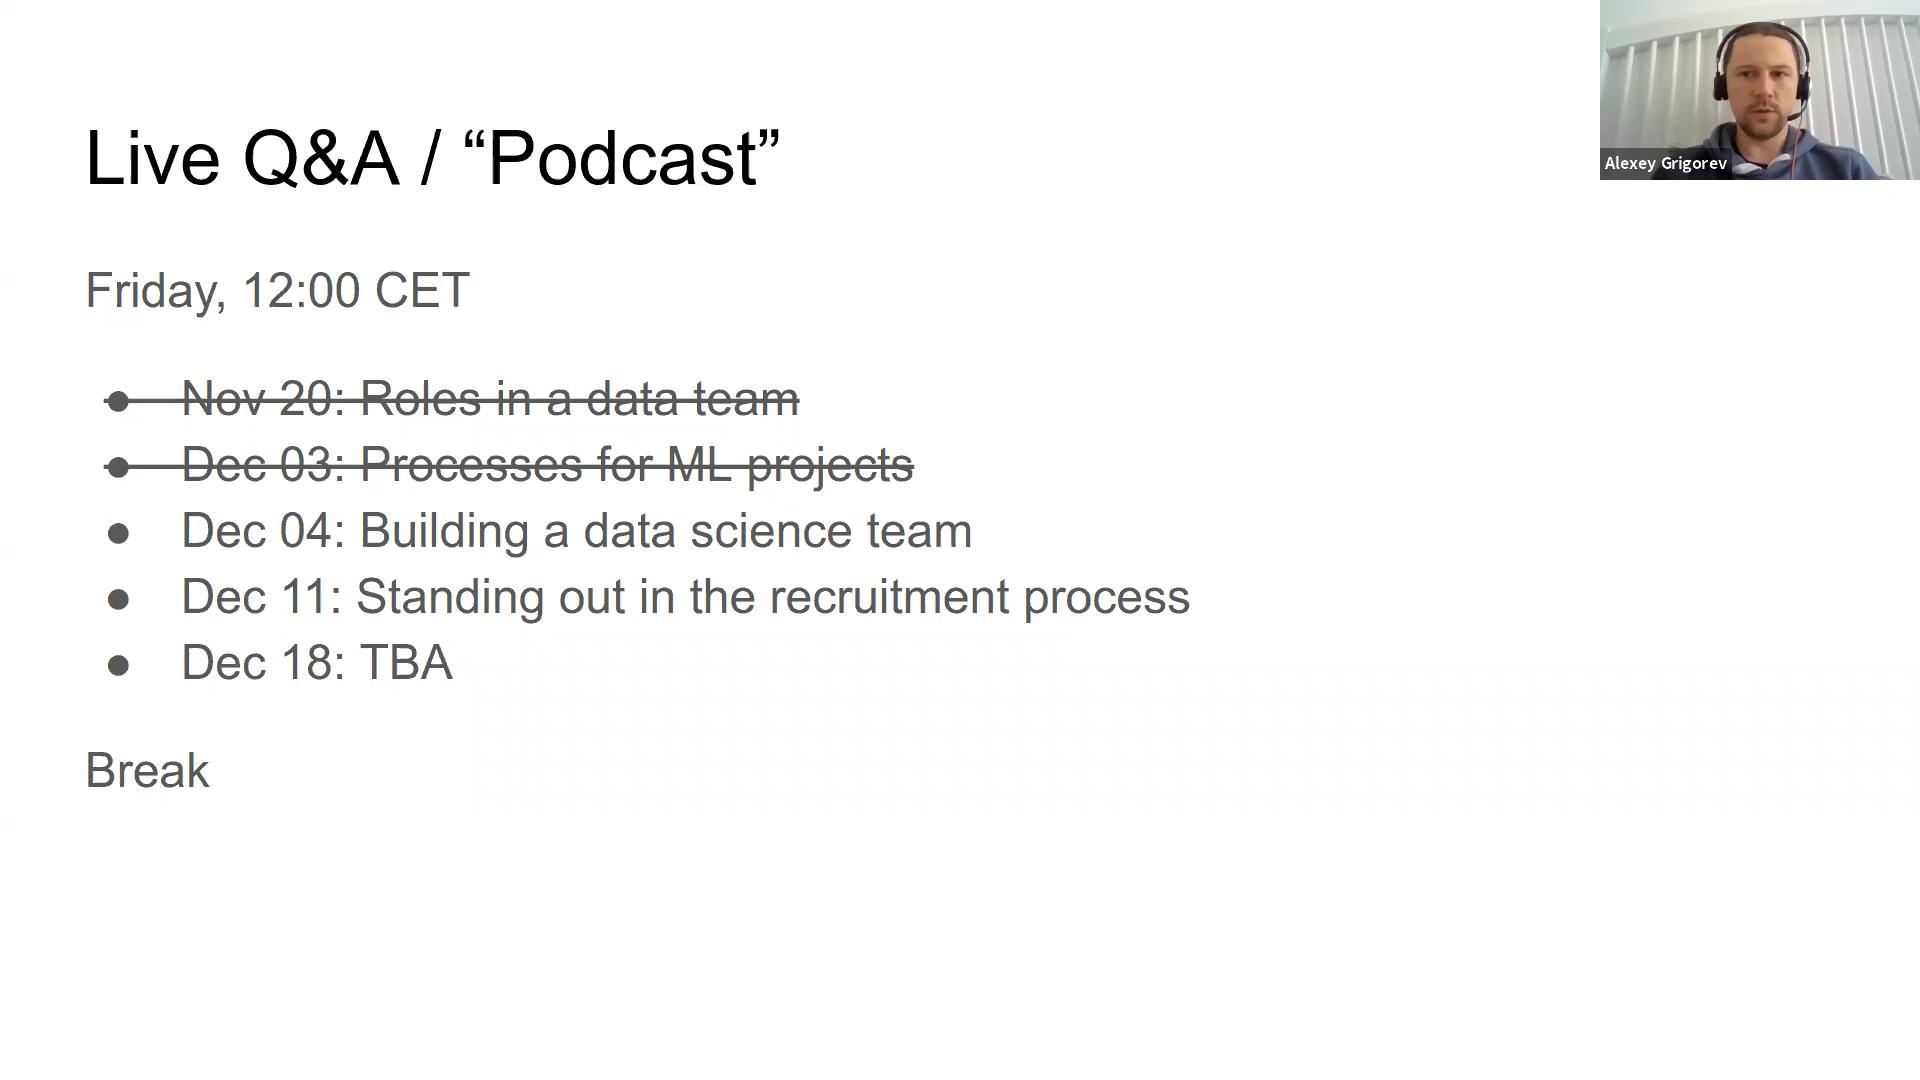 Live Q&A / “Podcast”
Alexey Grigorev
Friday, 12:00 CET
● Nov 20: Roles in a data team
● Dec 03: Processes for ML projects
● Dec 04: Building a data science team
● Dec 11: Standing out in the recruitment process
● Dec 18: TBA
Break